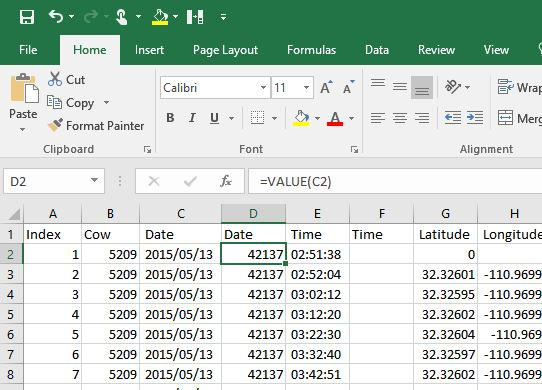 File Home Insert Page Layout Formulas Data Review View
Cut
Copy
Paste
Format Painter
Clipboard
Calibri 11 A A
B I U A
Font
ab
Wrap
Merg
Alignment
D2 fx =VALUE(C2)
A B C D E F G H
1 Index Cow Date Date Time Time Latitude Longitude
2 1 5209 2015/05/13 42137 02:51:38 0
3 2 5209 2015/05/13 42137 02:52:04 32.32601 -110.9699
4 3 5209 2015/05/13 42137 03:02:12 32.32595 -110.9699
5 4 5209 2015/05/13 42137 03:12:20 32.32602 -110.9699
6 5 5209 2015/05/13 42137 03:22:30 32.32604 -110.969
7 6 5209 2015/05/13 42137 03:32:40 32.32597 -110.9699
8 7 5209 2015/05/13 42137 03:42:51 32.32602 -110.9699